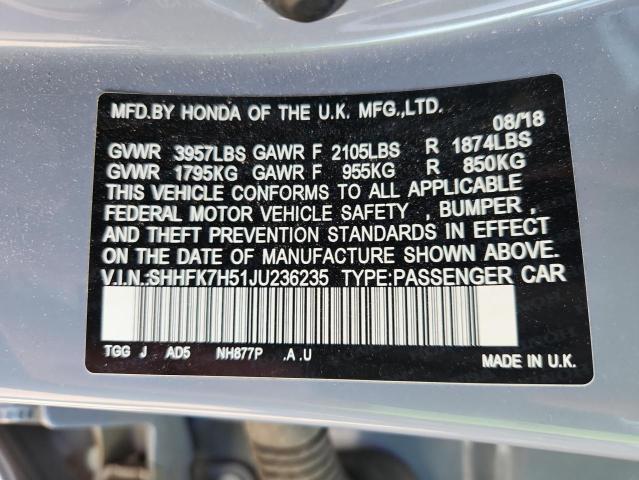 MFD.BY HONDA OF THE U.K. MFG.,LTD.
08/18
GVWR 3957LBS GAWR F 2105LBS R 1874LBS
GVWR 1795KG GAWR F 955KG R 850KG
THIS VEHICLE CONFORMS TO ALL APPLICABLE
FEDERAL MOTOR VEHICLE SAFETY , BUMPER ,
AND THEFT PREVENTION STANDARDS IN EFFECT
ON THE DATE OF MANUFACTURE SHOWN ABOVE.
V.I.N.:SHHFK7H51JU236235 TYPE:PASSENGER CAR
TGG J AD5 NH877P .A .U
MADE IN U.K.